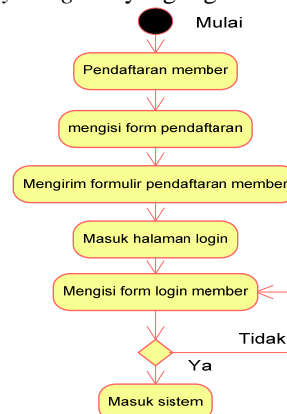 Mulai
Pendaftaran member
mengisi form pendaftaran
Mengirim formulir pendaftaran member
Masuk halaman login
Mengisi form login member
Tidak
Ya
Masuk sistem